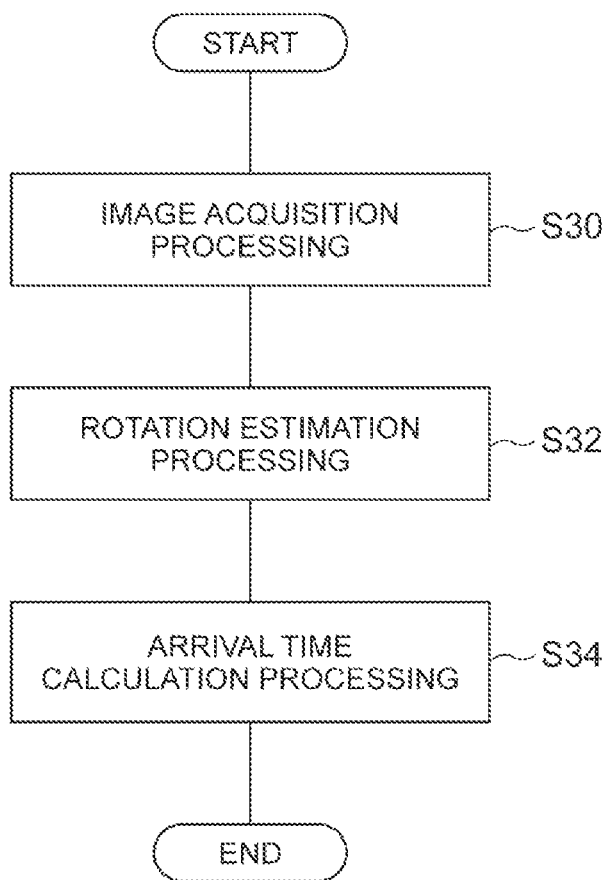 START
IMAGE ACQUISITION
PROCESSING
S30
ROTATION ESTIMATION
PROCESSING
S32
ARRIVAL TIME
CALCULATION PROCESSING
S34
END